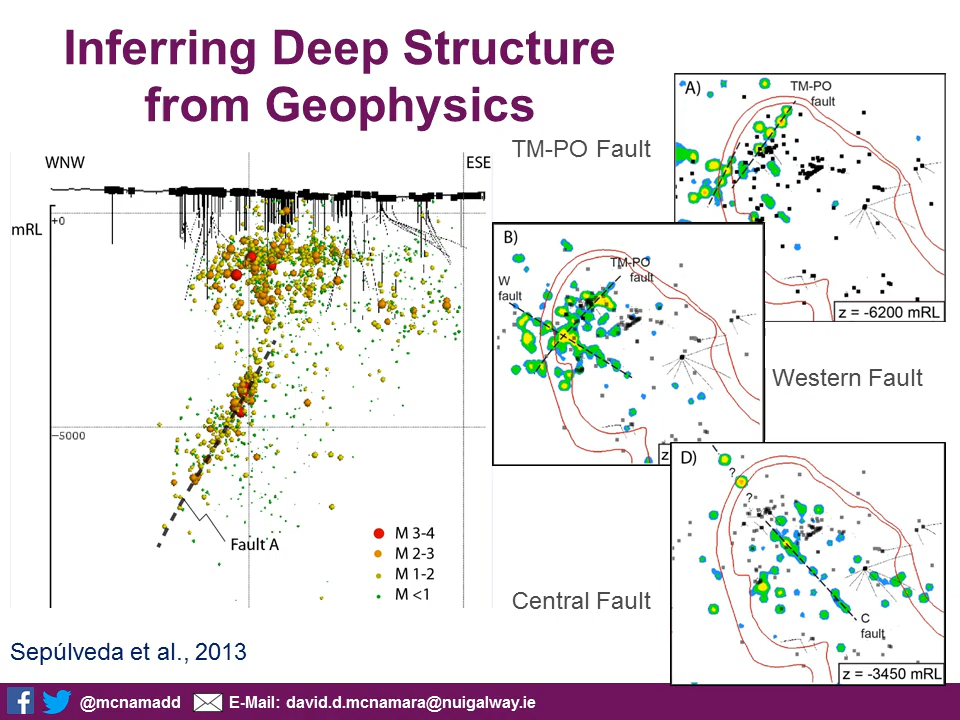 Inferring Deep Structure
from Geophysics
WNW
ESE
mRL
+0
−5000
Fault A
M 3-4
M 2-3
M 1-2
M <1
TM-PO Fault
A)
TM-PO
fault
z = -6200 mRL
B)
TM-PO
fault
W
fault
z
Western Fault
D)
?
?
C
fault
z = -3450 mRL
Central Fault
Sepúlveda et al., 2013
@mcnamadd
E-Mail: david.d.mcnamara@nuigalway.ie